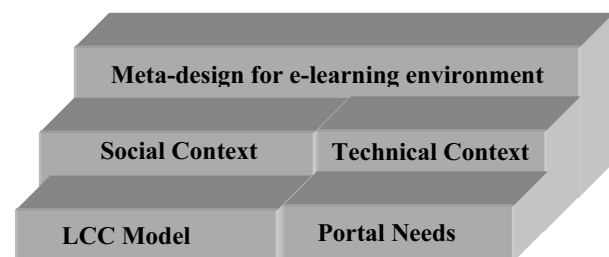 Meta-design for e-learning environment
Social Context
Technical Context
LCC Model
Portal Needs